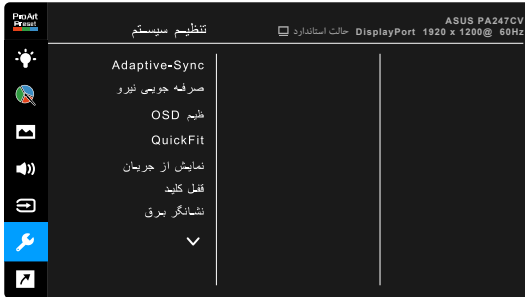 ProArt
Preset
تنظیم سیستم
حالت استاندارد DisplayPort 1920 x 1200@ 60Hz
ASUS PA247CV
Adaptive-Sync
صرفه جویی نیرو
ظیم OSD
QuickFit
نمایش از جریان
قفل کلید
نشانگر برق